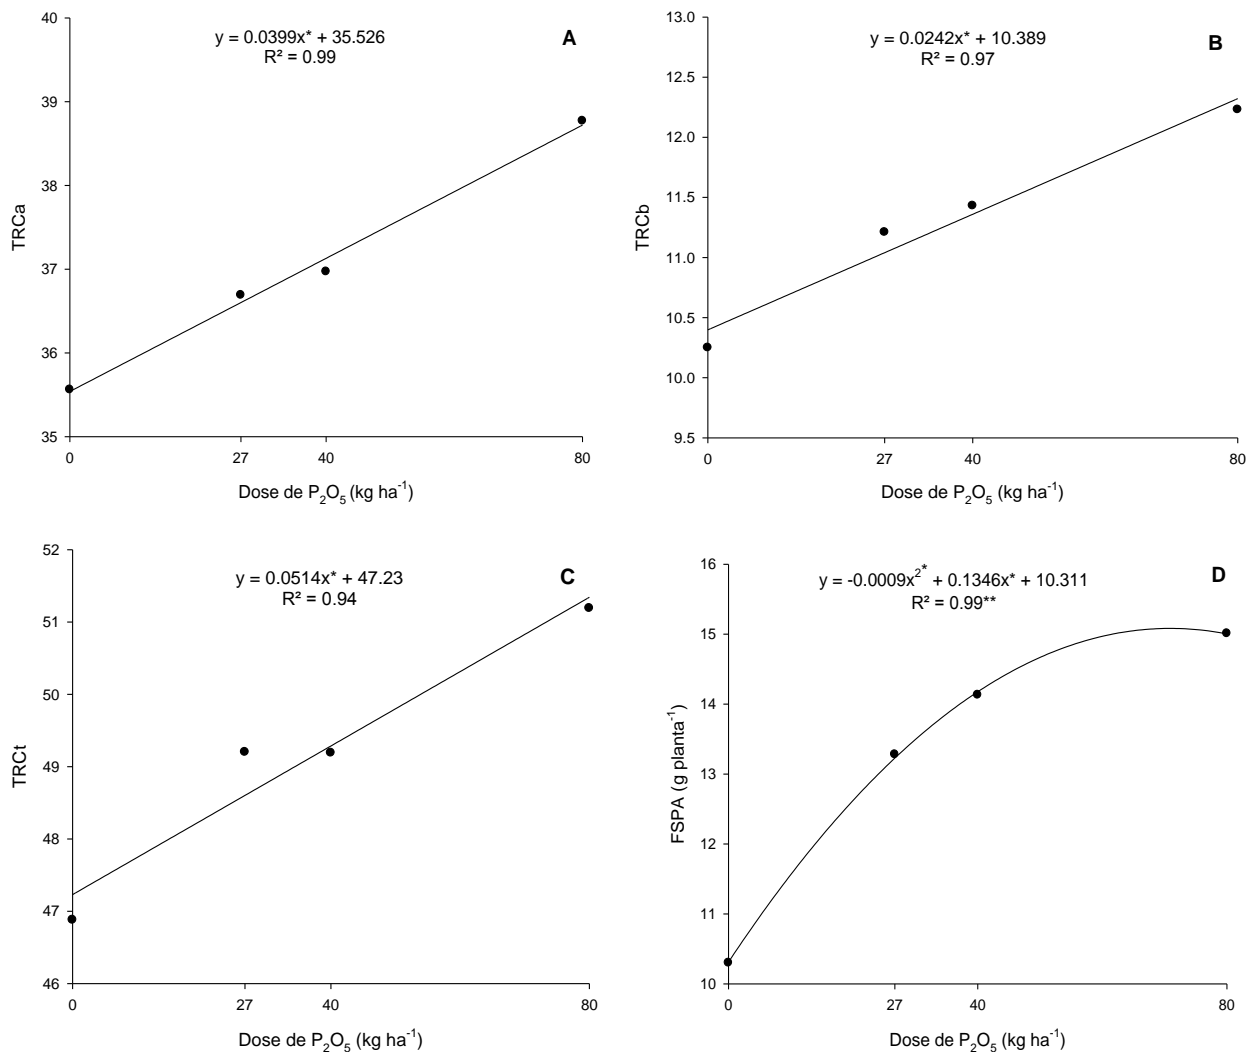 y = 0.0399x* + 35.526
R² = 0.99
A
40
39
38
37
36
35
TRCa
0 27 40 80
Dose de P₂O₅ (kg ha⁻¹)
y = 0.0242x* + 10.389
R² = 0.97
B
13.0
12.5
12.0
11.5
11.0
10.5
10.0
9.5
TRCb
0 27 40 80
Dose de P₂O₅ (kg ha⁻¹)
y = 0.0514x* + 47.23
R² = 0.94
C
52
51
50
49
48
47
46
TRCt
0 27 40 80
Dose de P₂O₅ (kg ha⁻¹)
y = -0.0009x²* + 0.1346x* + 10.311
R² = 0.99**
D
16
15
14
13
12
11
10
FSPA (g planta⁻¹)
0 27 40 80
Dose de P₂O₅ (kg ha⁻¹)